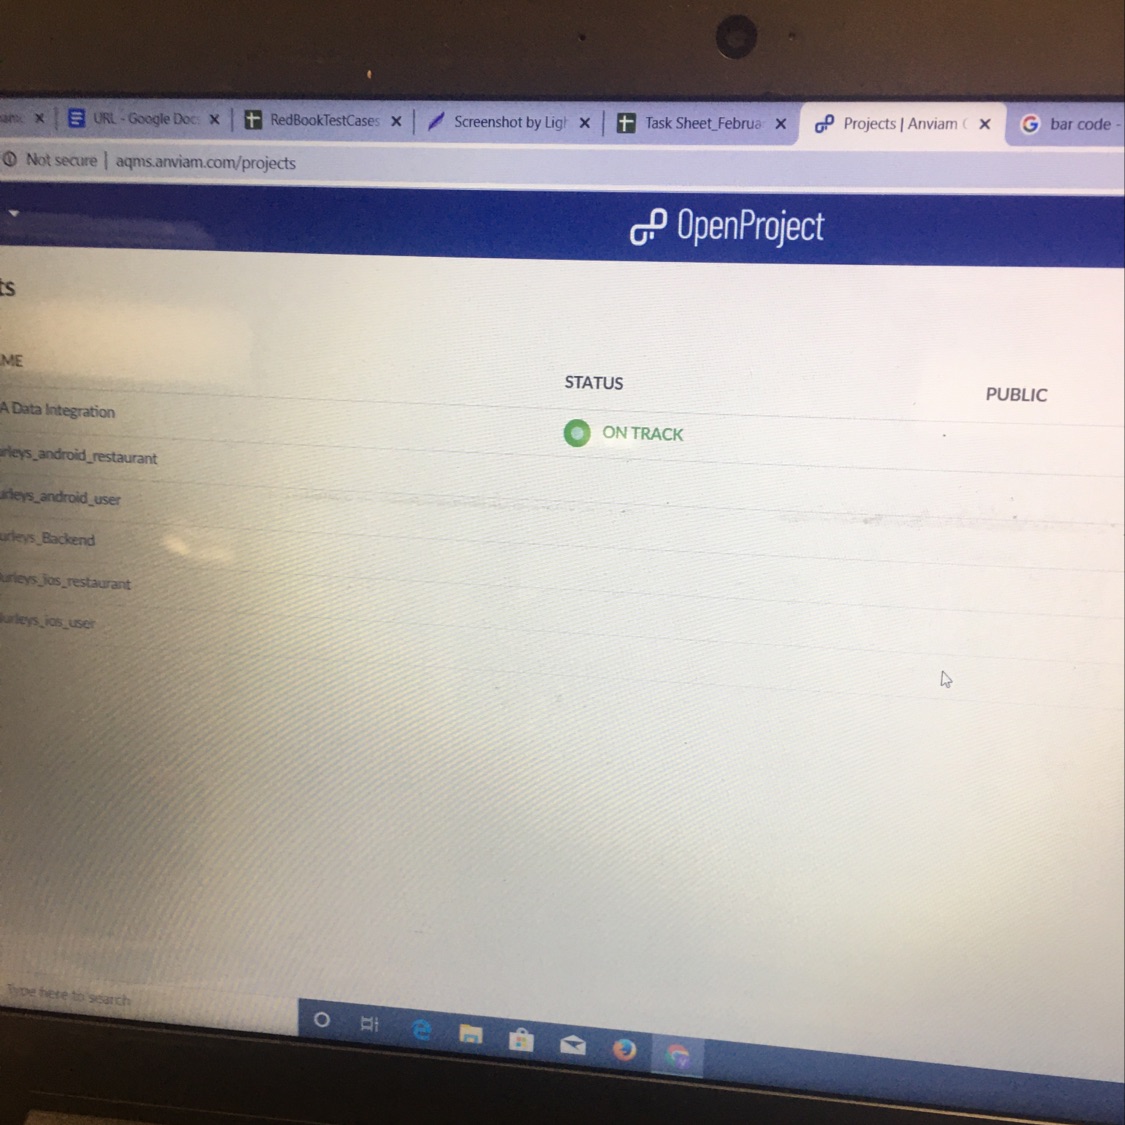 URL - Google Doc
RedBookTestCases
Screenshot by Ligh
Task Sheet_Februa
Projects | Anviam
bar code -
Not secure | aqms.anviam.com/projects
OpenProject
ts
ME
STATUS
PUBLIC
A Data Integration
ON TRACK
urleys_android_restaurant
urleys_android_user
urleys_Backend
urleys_ios_restaurant
urleys_ios_user
Type here to search